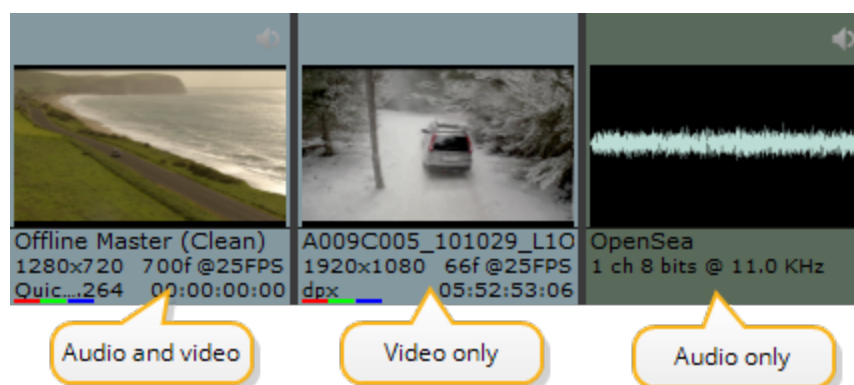 Offline Master (Clean)
1280x720 700f @25FPS
Quic...264 00:00:00:00
Audio and video
A009C005_101029_L1O
1920x1080 66f @25FPS
dpx 05:52:53:06
Video only
OpenSea
1 ch 8 bits @ 11.0 KHz
Audio only